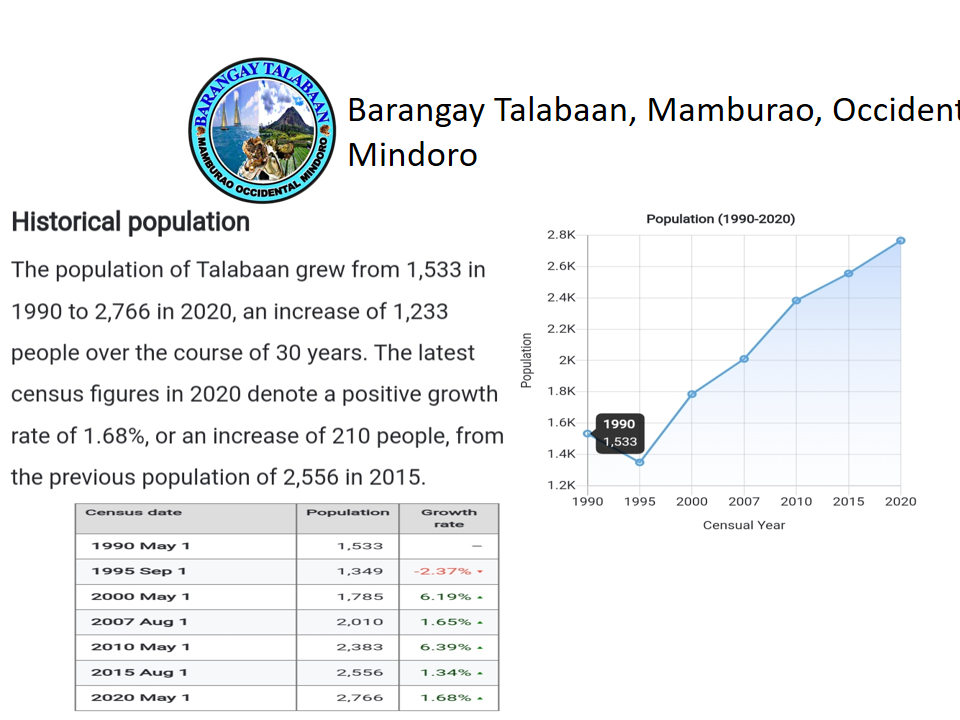 BARANGAY TALABAAN
MAMBURAO OCCIDENTAL MINDORO
Barangay Talabaan, Mamburao, Occident
Mindoro
Historical population
The population of Talabaan grew from 1,533 in
1990 to 2,766 in 2020, an increase of 1,233
people over the course of 30 years. The latest
census figures in 2020 denote a positive growth
rate of 1.68%, or an increase of 210 people, from
the previous population of 2,556 in 2015.
Census date Population Growth
rate
1990 May 1 1,533 –
1995 Sep 1 1,349 -2.37% ▾
2000 May 1 1,785 6.19% ▴
2007 Aug 1 2,010 1.65% ▴
2010 May 1 2,383 6.39% ▴
2015 Aug 1 2,556 1.34% ▴
2020 May 1 2,766 1.68% ▴
Population (1990-2020)
2.8K
2.6K
2.4K
2.2K
2K
1.8K
1.6K
1.4K
1.2K
Population
1990
1,533
1990 1995 2000 2007 2010 2015 2020
Censual Year